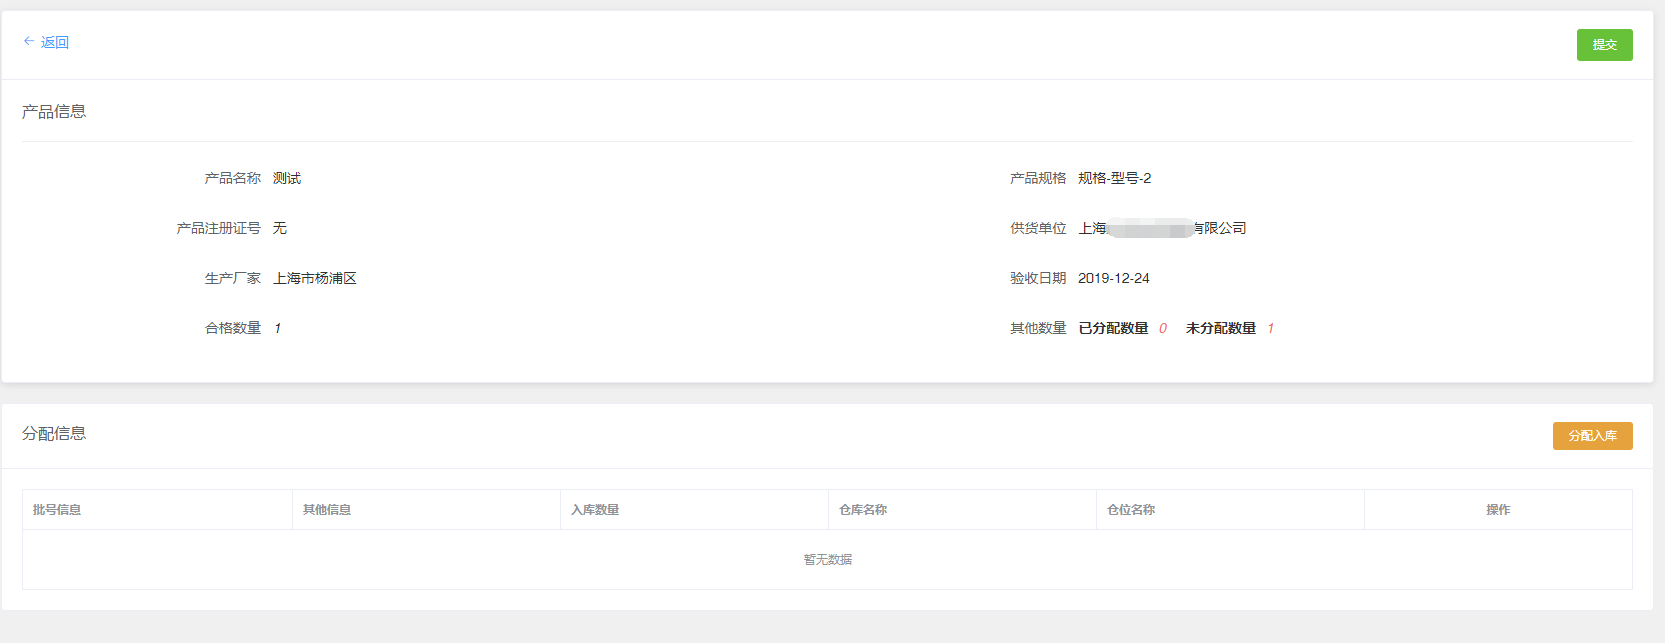 返回
提交
产品信息
产品名称 测试 产品规格 规格-型号-2
产品注册证号 无 供货单位 上海 有限公司
生产厂家 上海市杨浦区 验收日期 2019-12-24
合格数量 1 其他数量 已分配数量 0 未分配数量 1
分配信息
分配入库
批号信息 其他信息 入库数量 仓库名称 仓位名称 操作
暂无数据